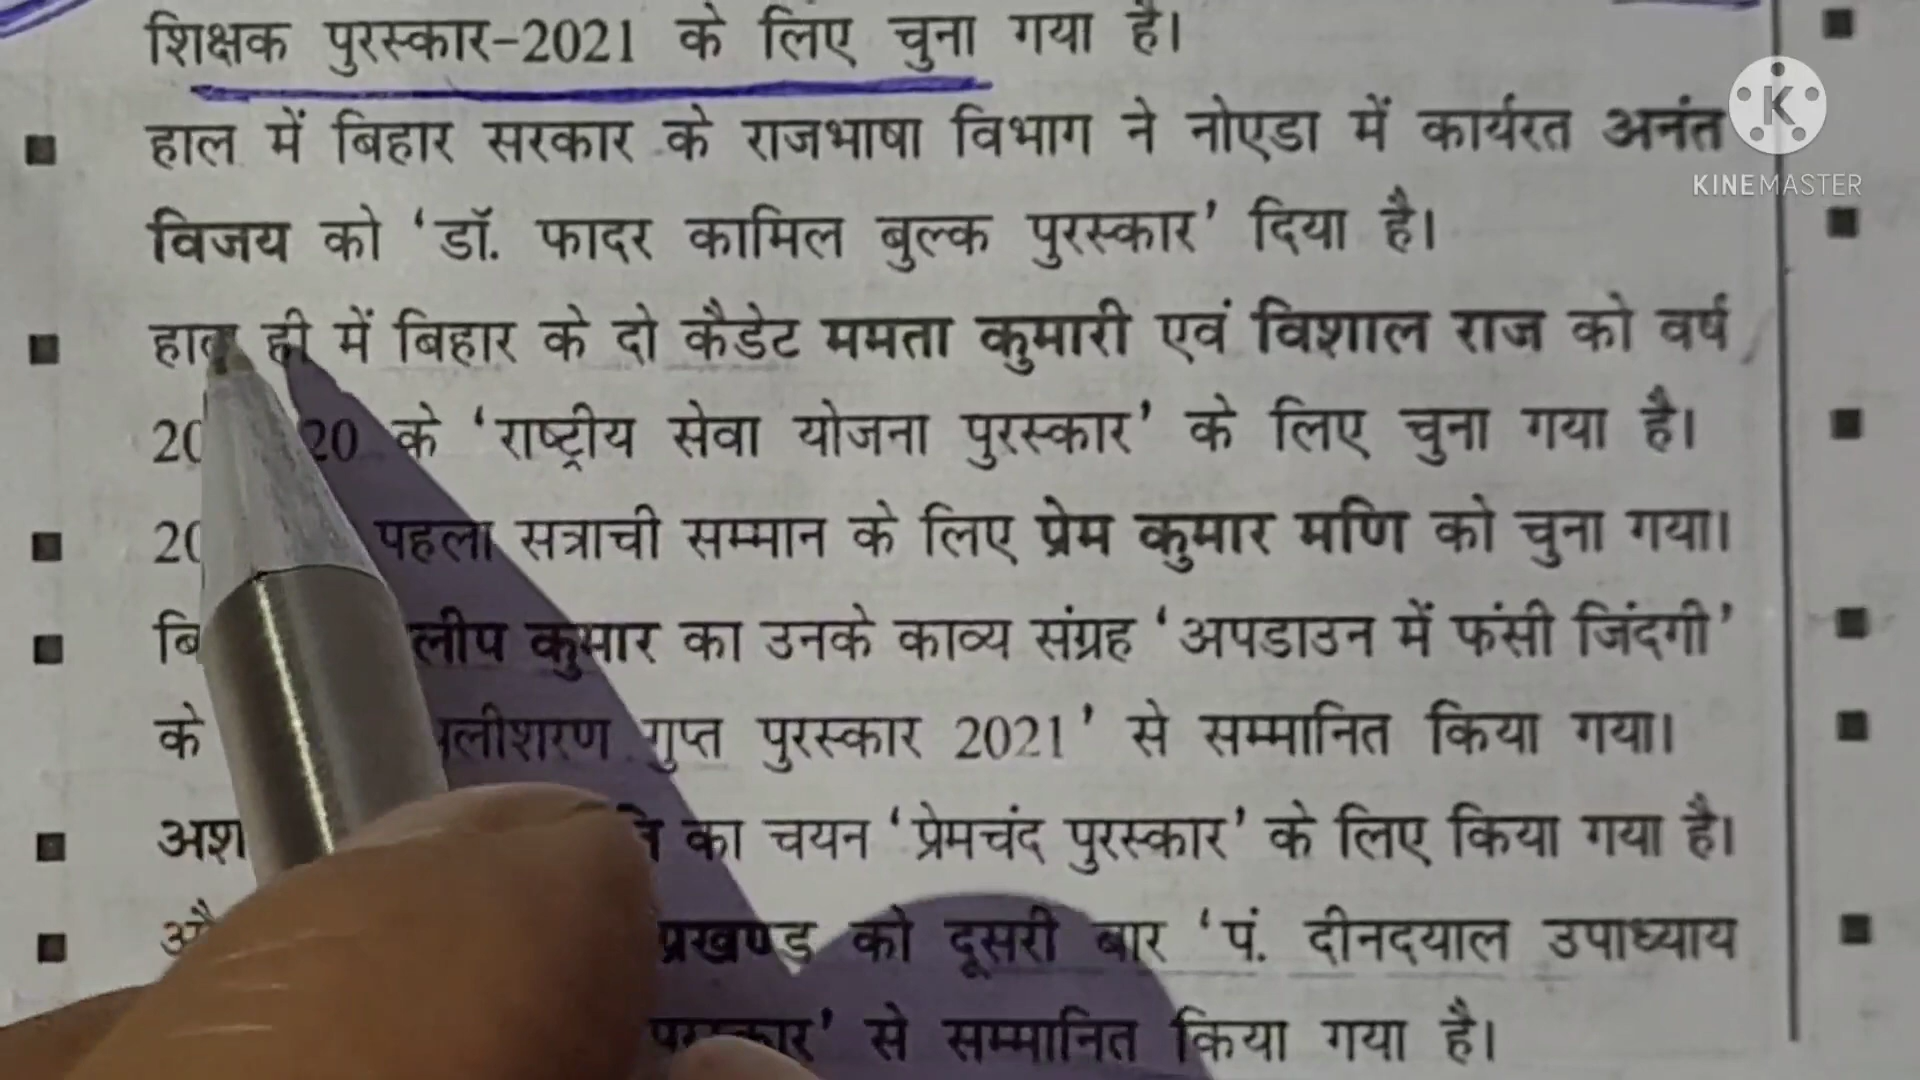 शिक्षक पुरस्कार-2021 के लिए चुना गया है।
हाल में बिहार सरकार के राजभाषा विभाग ने नोएडा में कार्यरत अनंत
विजय को ‘डॉ. फादर कामिल बुल्क पुरस्कार’ दिया है।
हाल ही में बिहार के दो कैडेट ममता कुमारी एवं विशाल राज को वर्ष
के ‘राष्ट्रीय सेवा योजना पुरस्कार’ के लिए चुना गया है।
पहला सत्राची सम्मान के लिए प्रेम कुमार मणि को चुना गया।
कुमार का उनके काव्य संग्रह ‘अपडाउन में फंसी जिंदगी’
के गुप्त पुरस्कार 2021’ से सम्मानित किया गया।
का चयन ‘प्रेमचंद पुरस्कार’ के लिए किया गया है।
प्रखण्ड को दूसरी बार ‘पं. दीनदयाल उपाध्याय
पुरस्कार’ से सम्मानित किया गया है।
KINEMASTER